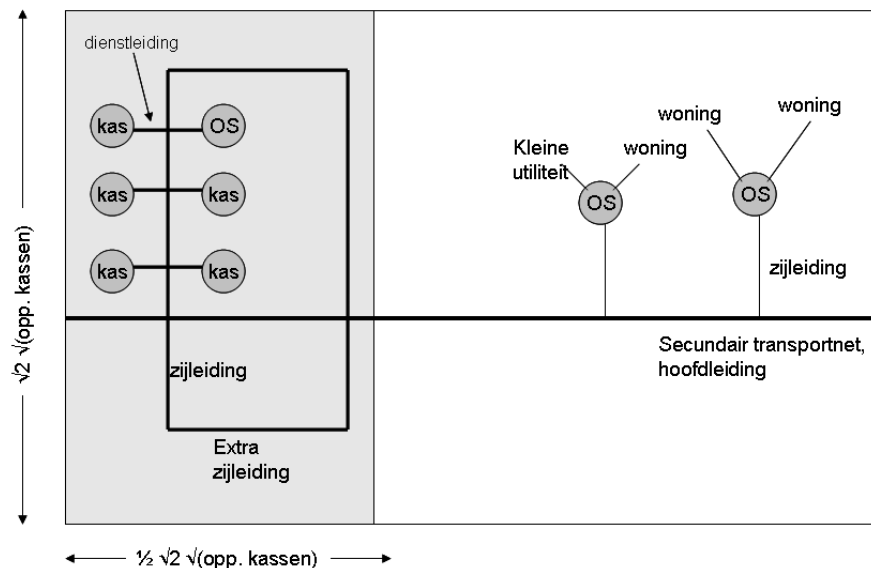 dienstleiding
kas
OS
kas
kas
kas
kas
Kleine
utiliteit
woning
OS
woning
woning
OS
zijleiding
√2 √(opp. kassen)
zijleiding
Secundair transportnet,
hoofdleiding
Extra
zijleiding
½ √2 √(opp. kassen)